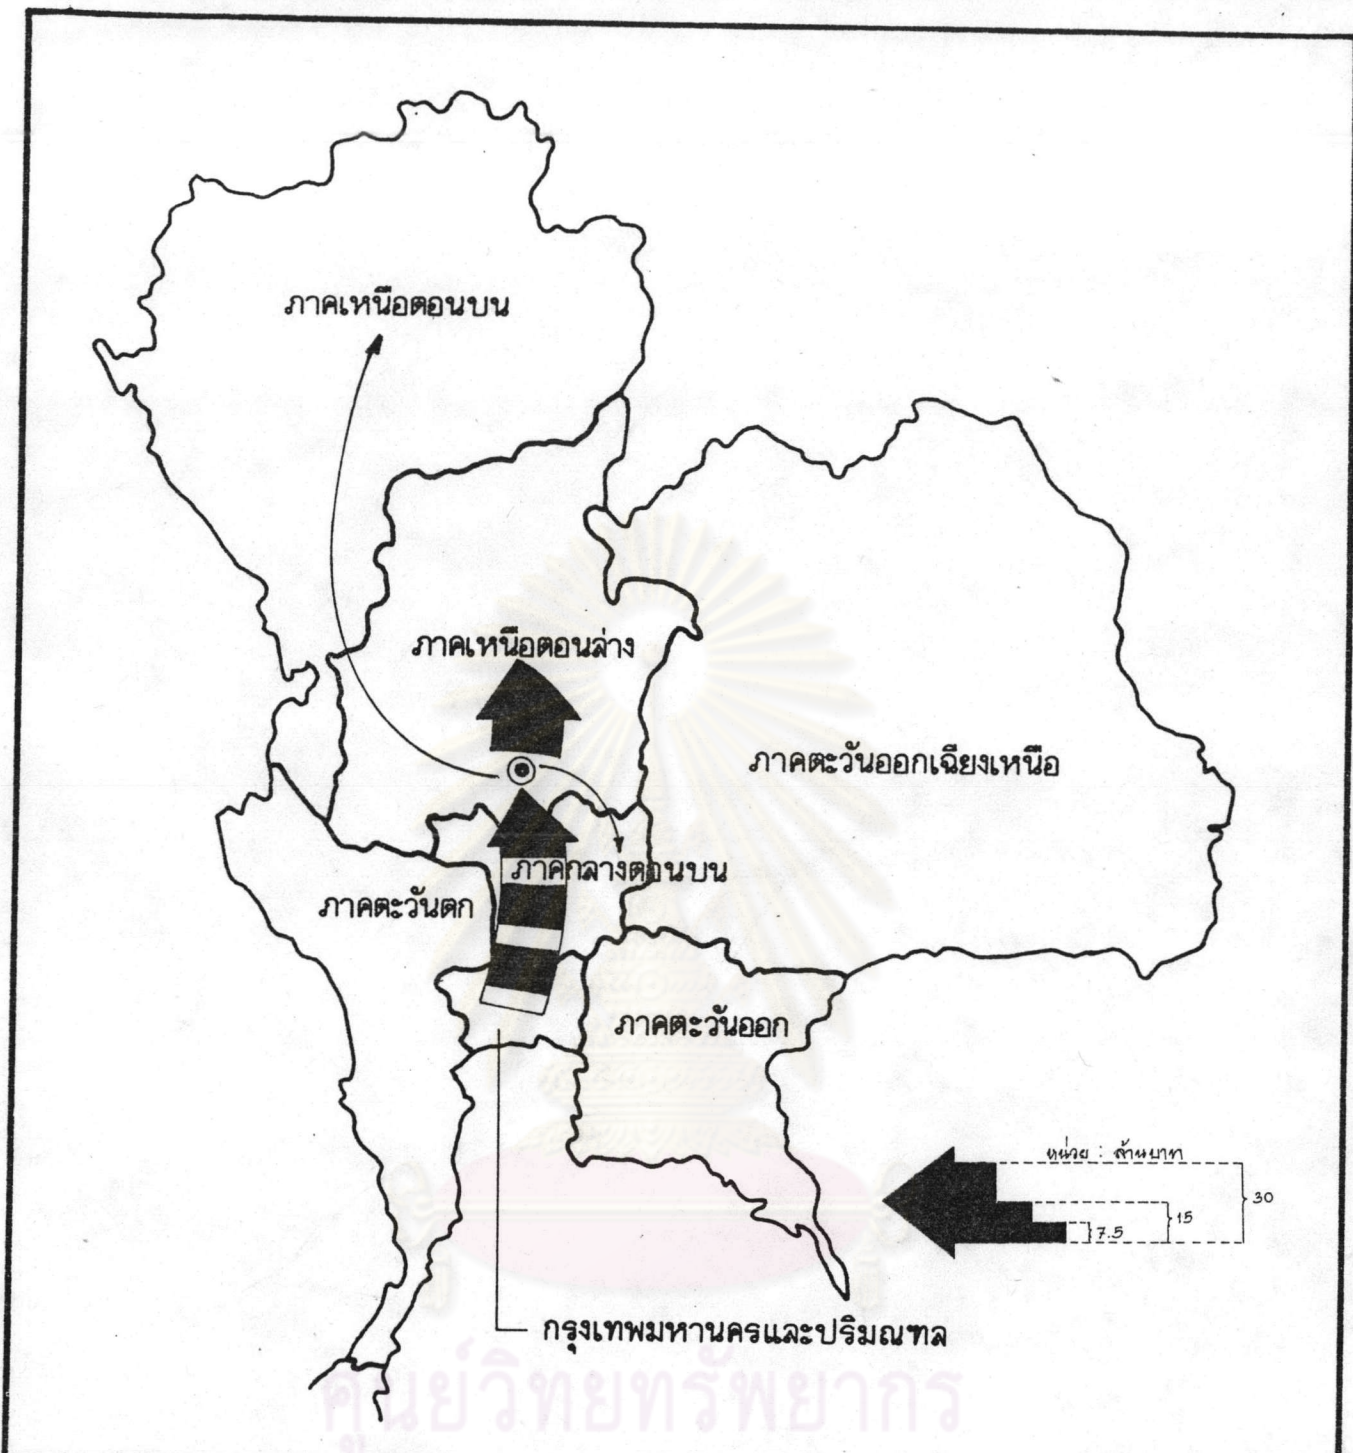 ภาคเหนือตอนบน
ภาคเหนือตอนล่าง
ภาคตะวันออกเฉียงเหนือ
ภาคกลางตอนบน
ภาคตะวันตก
ภาคตะวันออก
หน่วย : ล้านบาท
30
15
7.5
กรุงเทพมหานครและปริมณฑล
ศูนย์วิทยทรัพยากร